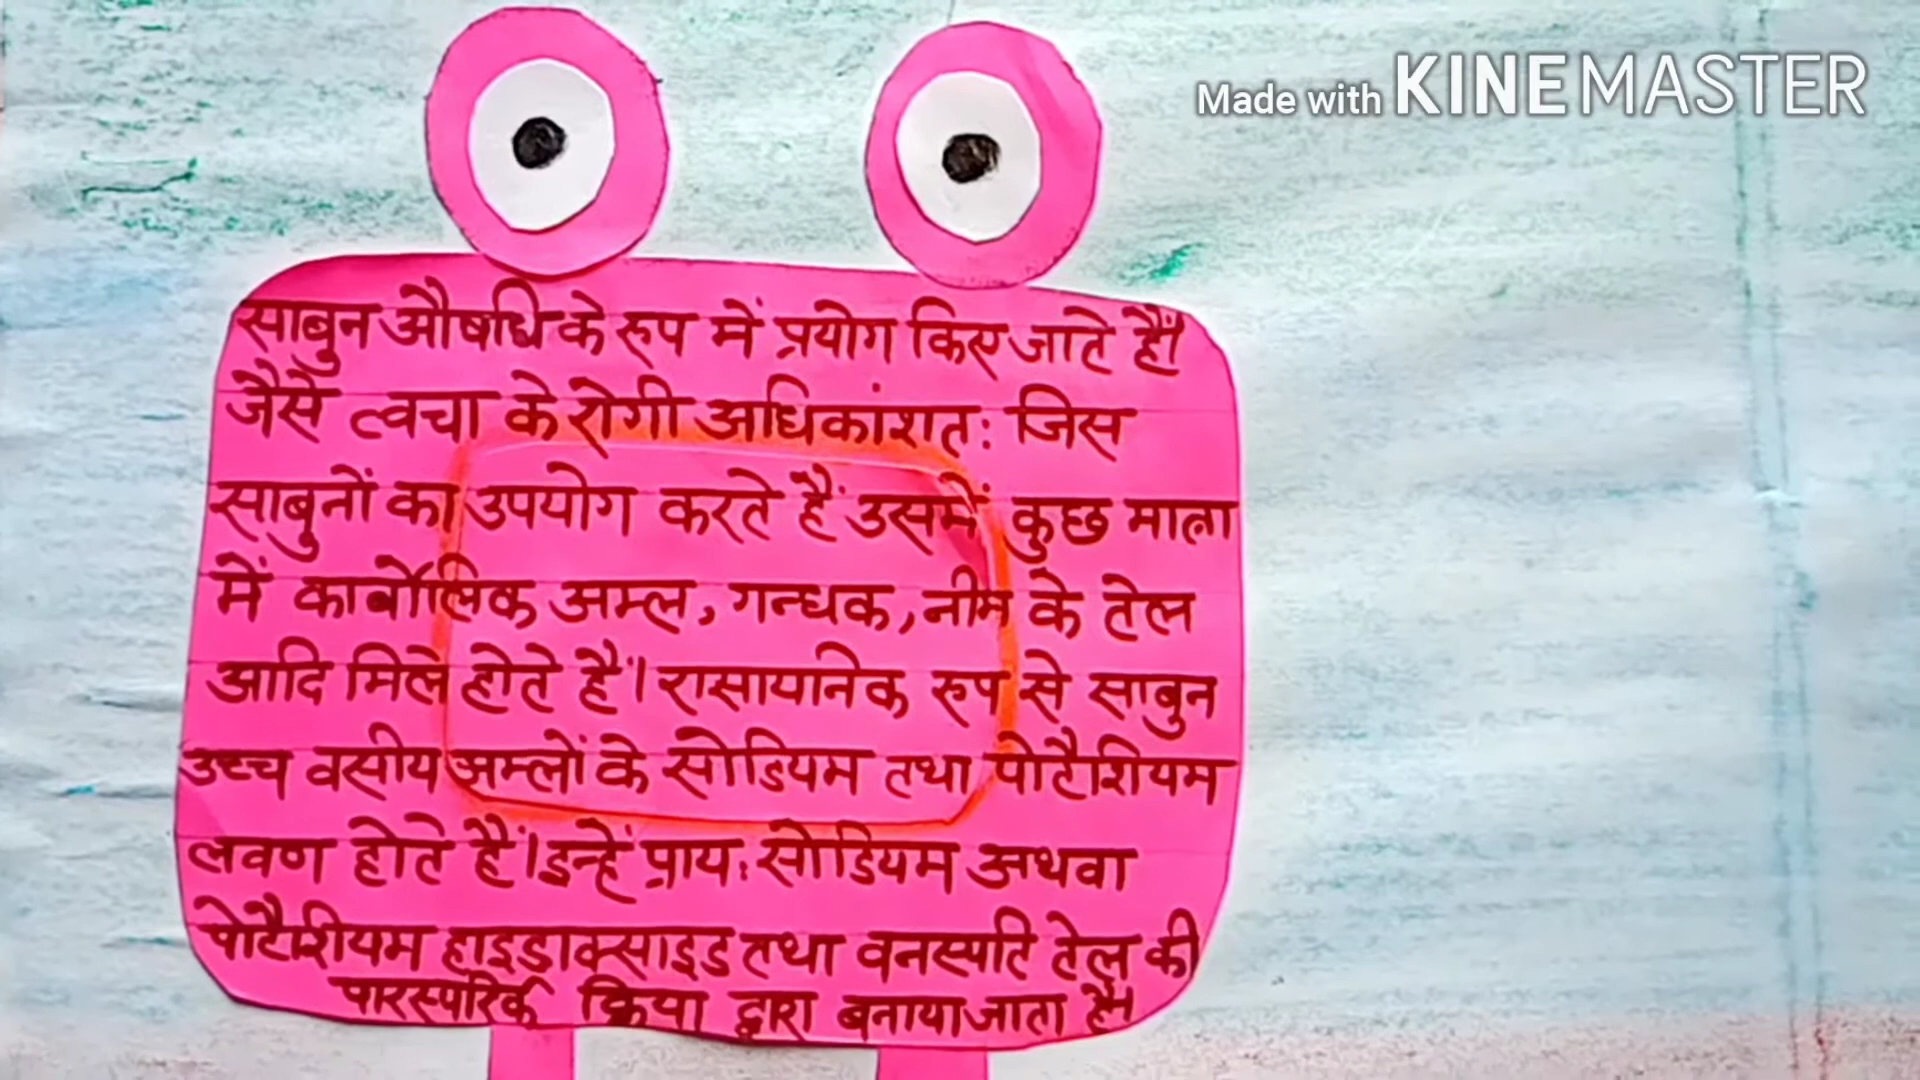 Made with KINEMASTER
साबुन औषधि के रूप में प्रयोग किए जाते हैं।
जैसे त्वचा के रोगी अधिकांशतः जिस
साबुनों का उपयोग करते हैं उसमें कुछ मात्रा
में कार्बोलिक अम्ल, गन्धक, नीम के तेल
आदि मिले होते हैं। रासायनिक रूप से साबुन
उच्च वसीय अम्लों के सोडियम तथा पोटैशियम
लवण होते हैं। इन्हें प्रायः सोडियम अथवा
पोटैशियम हाइड्राक्साइड तथा वनस्पति तेल की
पारस्परिक क्रिया द्वारा बनाया जाता है।